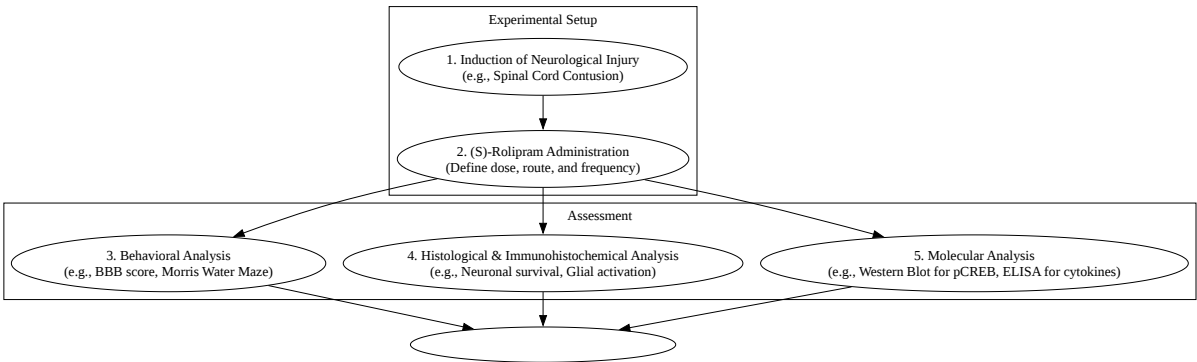 Experimental Setup
1. Induction of Neurological Injury
(e.g., Spinal Cord Contusion)
2. (S)-Rolipram Administration
(Define dose, route, and frequency)
Assessment
3. Behavioral Analysis
(e.g., BBB score, Morris Water Maze)
4. Histological & Immunohistochemical Analysis
(e.g., Neuronal survival, Glial activation)
5. Molecular Analysis
(e.g., Western Blot for pCREB, ELISA for cytokines)